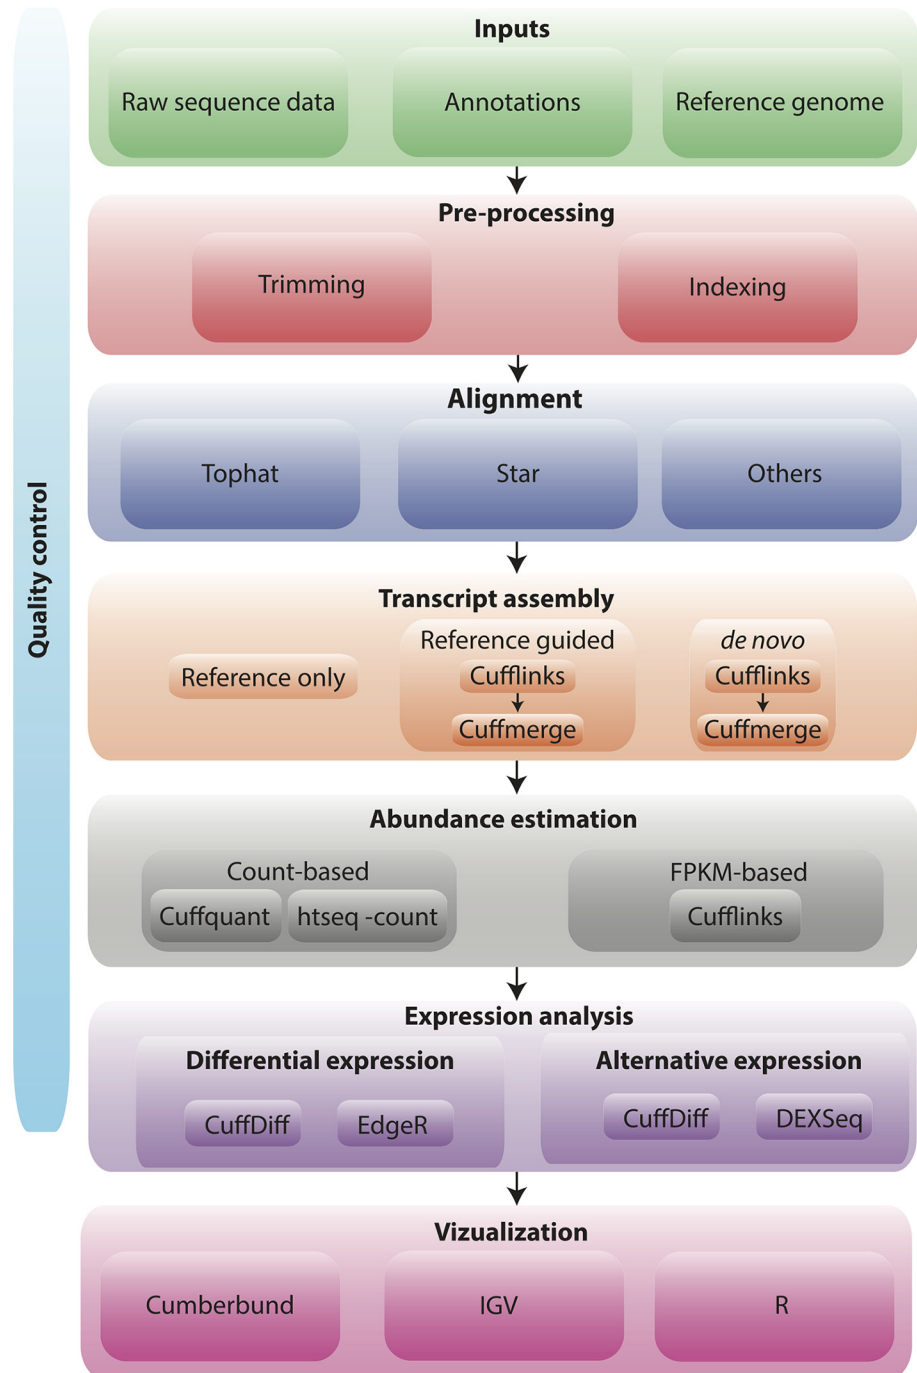 Inputs
Raw sequence data
Annotations
Reference genome
Pre-processing
Trimming
Indexing
Alignment
Tophat
Star
Others
Quality control
Transcript assembly
Reference only
Reference guided
Cufflinks
Cuffmerge
de novo
Cufflinks
Cuffmerge
Abundance estimation
Count-based
Cuffquant
htseq -count
FPKM-based
Cufflinks
Expression analysis
Differential expression
CuffDiff
EdgeR
Alternative expression
CuffDiff
DEXSeq
Vizualization
Cumberbund
IGV
R